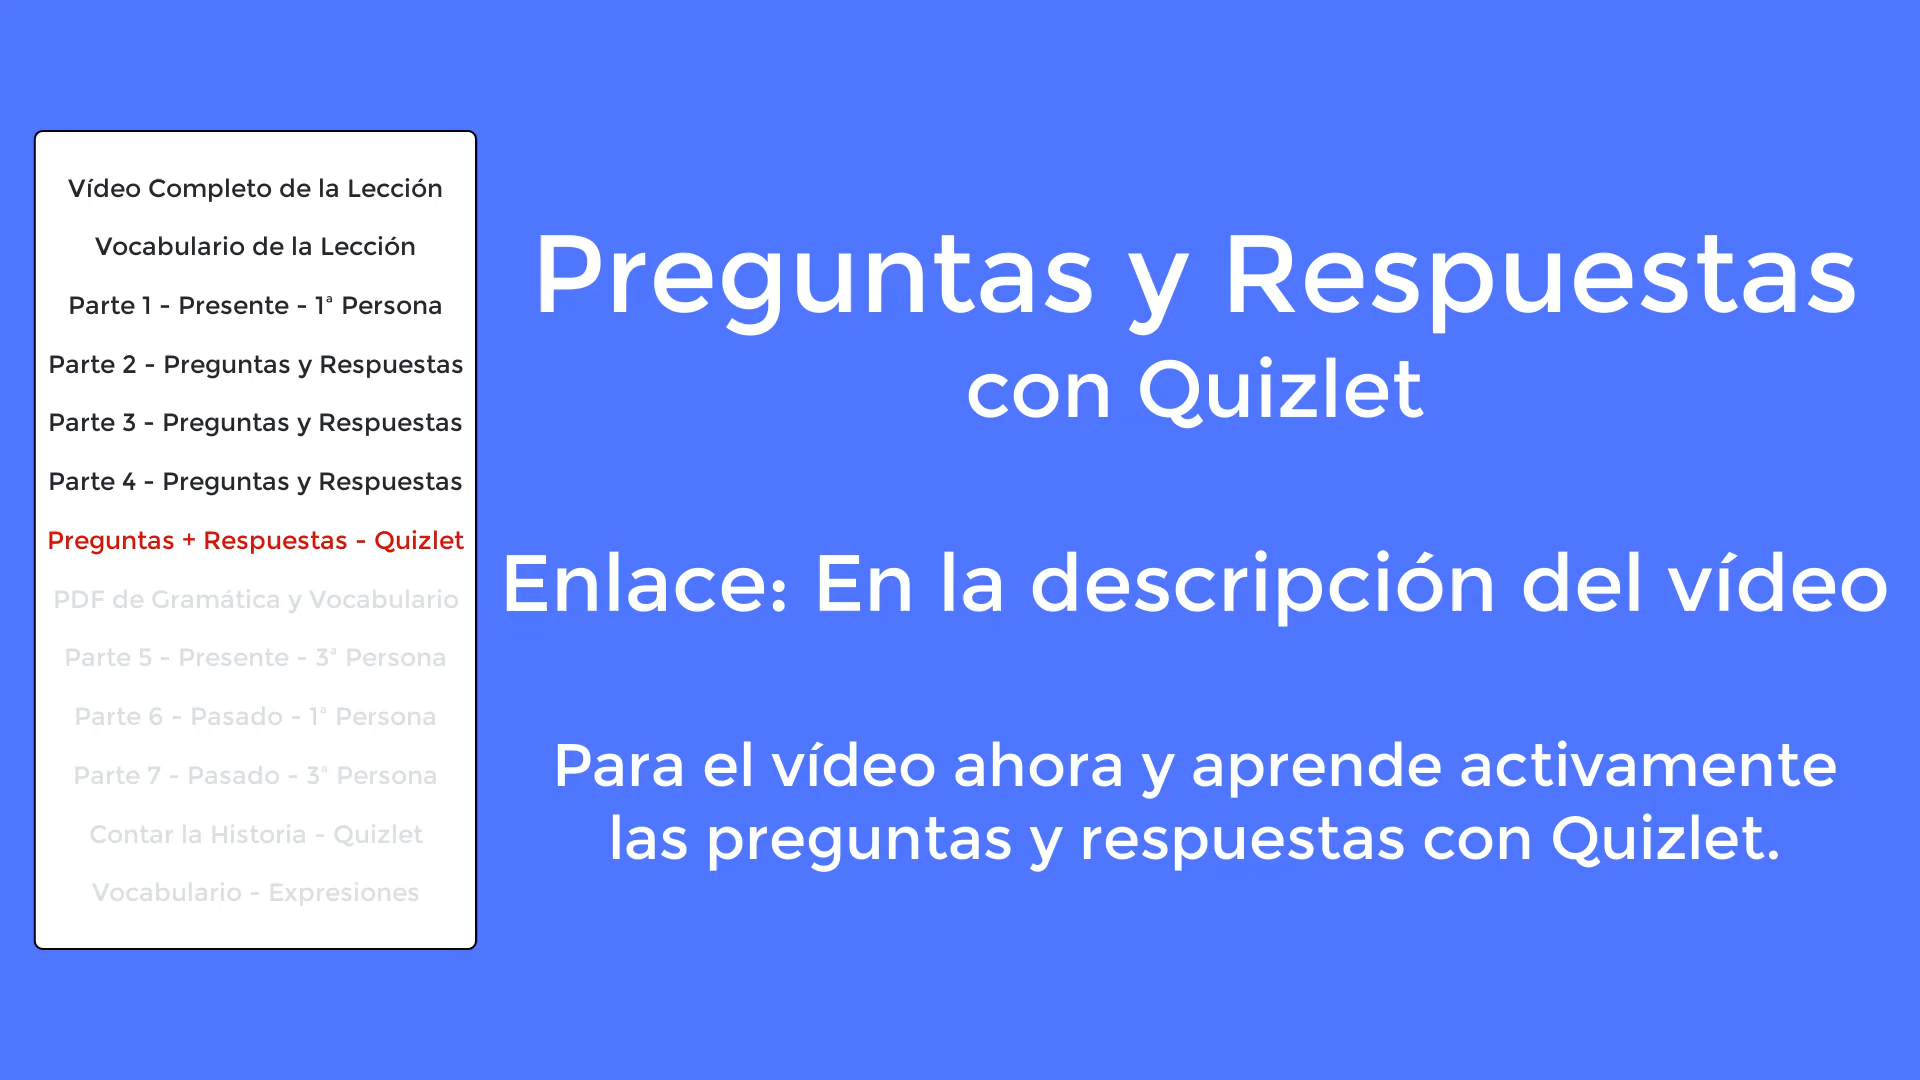 Vídeo Completo de la Lección
Vocabulario de la Lección
Parte 1 - Presente - 1ª Persona
Parte 2 - Preguntas y Respuestas
Parte 3 - Preguntas y Respuestas
Parte 4 - Preguntas y Respuestas
Preguntas + Respuestas - Quizlet
PDF de Gramática y Vocabulario
Parte 5 - Presente - 3ª Persona
Parte 6 - Pasado - 1ª Persona
Parte 7 - Pasado - 3ª Persona
Contar la Historia - Quizlet
Vocabulario - Expresiones
Preguntas y Respuestas
con Quizlet
Enlace: En la descripción del vídeo
Para el vídeo ahora y aprende activamente
las preguntas y respuestas con Quizlet.